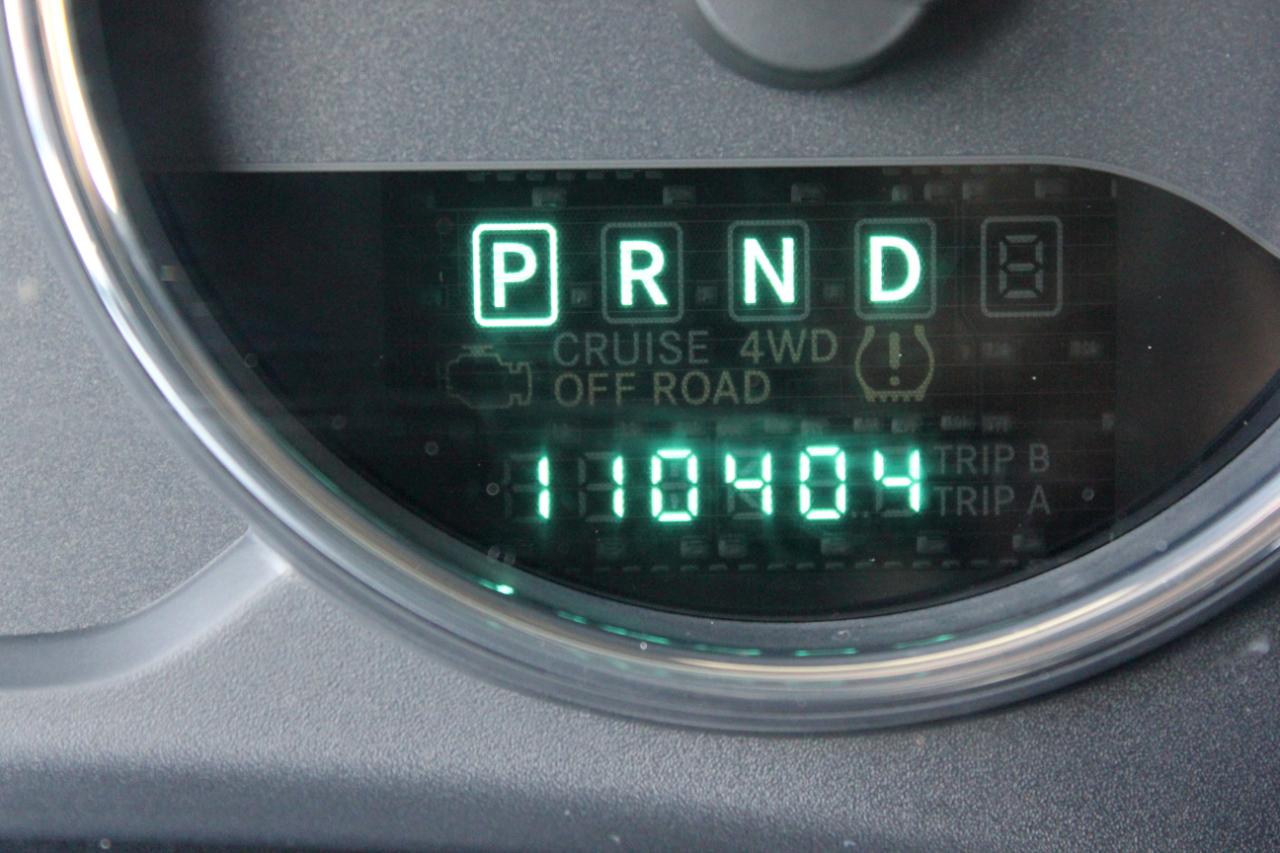 P R N D
CRUISE 4WD
OFF ROAD
110404
TRIP B
TRIP A